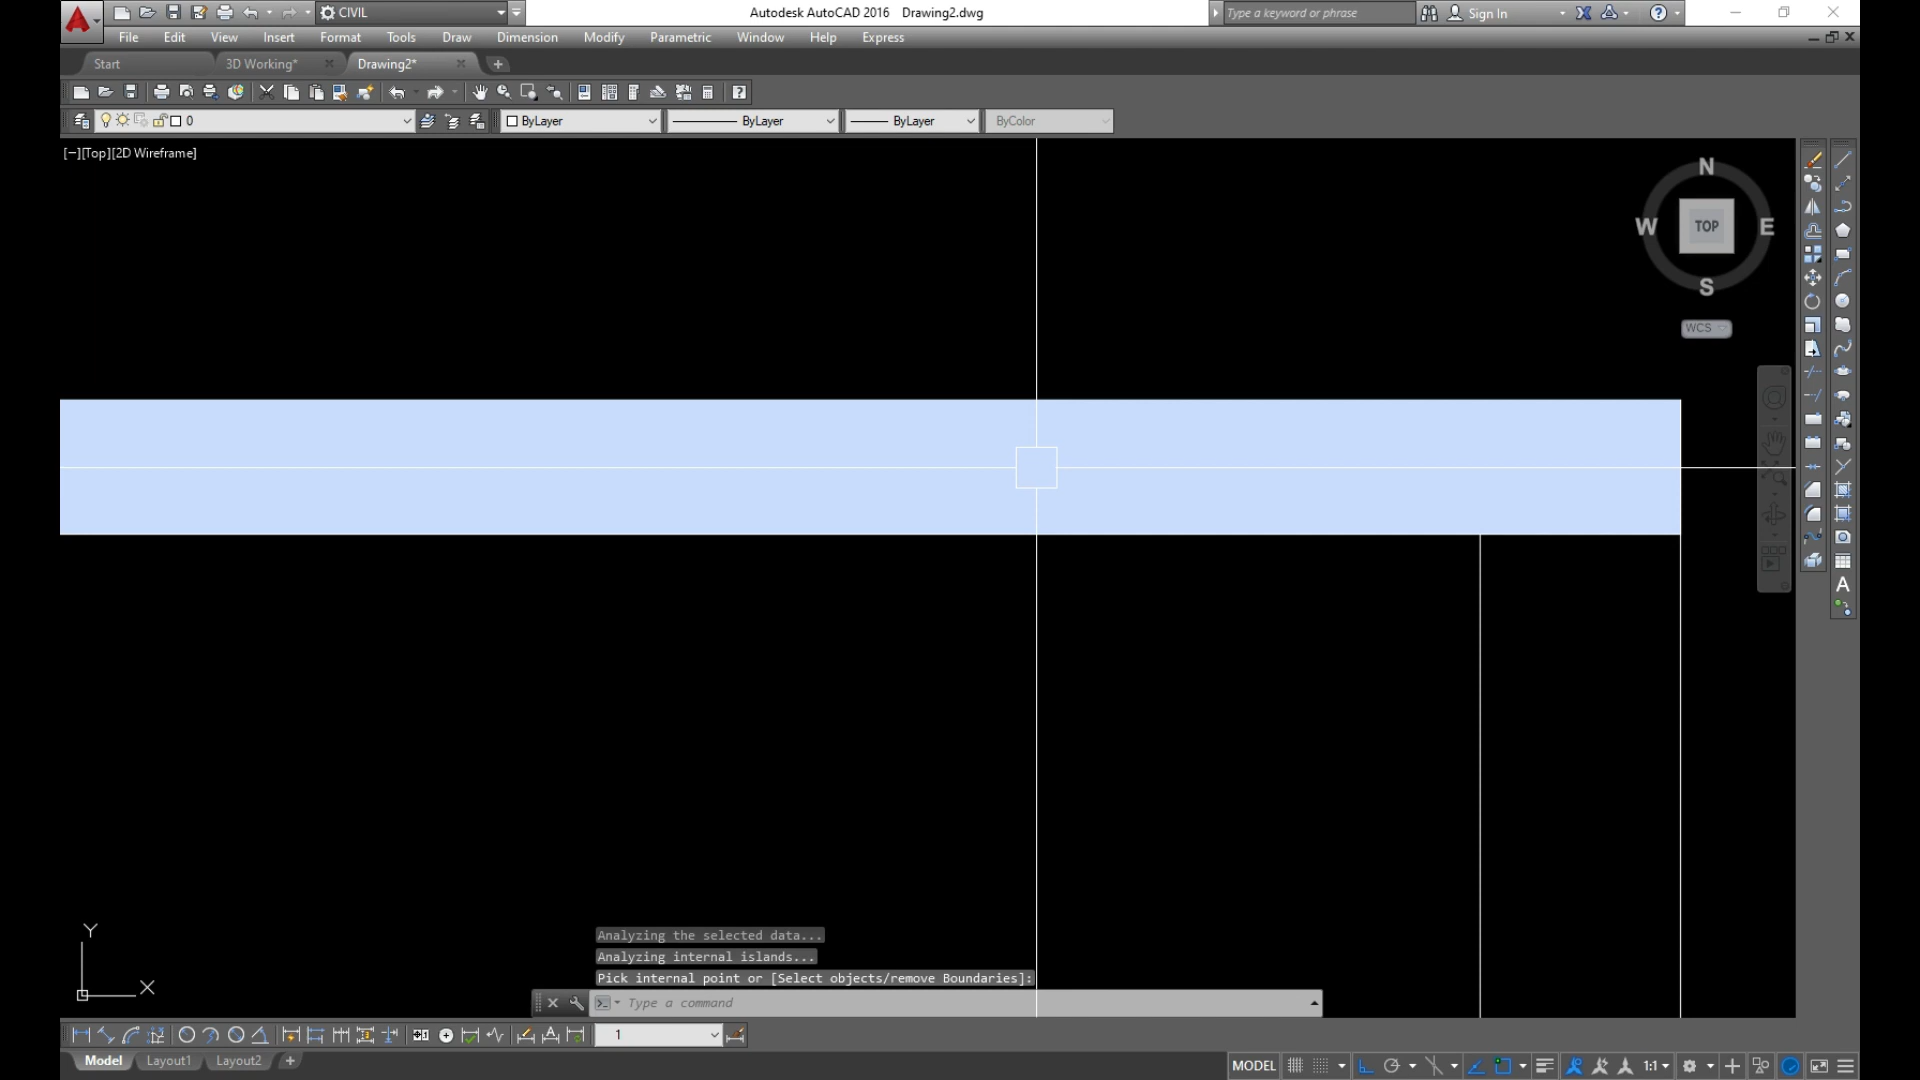 CIVIL
Autodesk AutoCAD 2016 Drawing2.dwg
Type a keyword or phrase
Sign In
File Edit View Insert Format Tools Draw Dimension Modify Parametric Window Help Express
Start 3D Working* Drawing2*
0 ByLayer ByLayer ByLayer ByColor
[−][Top][2D Wireframe]
N
W TOP E
S
WCS
A
Y
X
Analyzing the selected data...
Analyzing internal islands...
Pick internal point or [Select objects/remove Boundaries]:
Type a command
1
Model Layout1 Layout2
MODEL 1:1